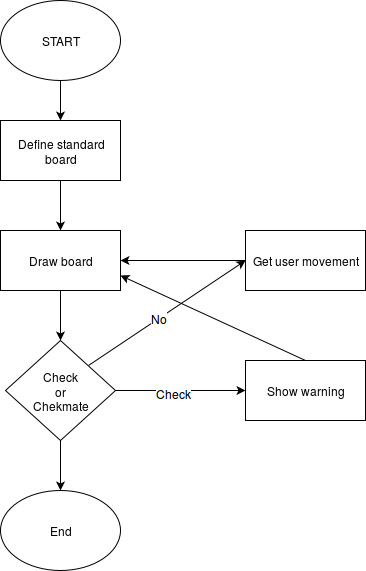 START
Define standard
board
Draw board
Get user movement
No
Check
or
Chekmate
Check
Show warning
End